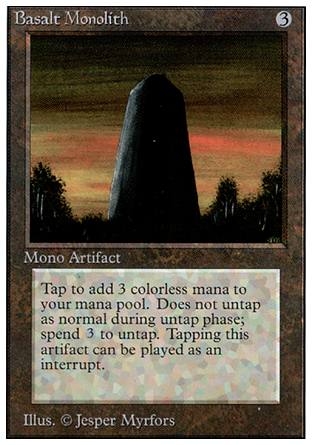 Basalt Monolith 3
Mono Artifact
Tap to add 3 colorless mana to
your mana pool. Does not untap
as normal during untap phase;
spend 3 to untap. Tapping this
artifact can be played as an
interrupt.
Illus. © Jesper Myrfors